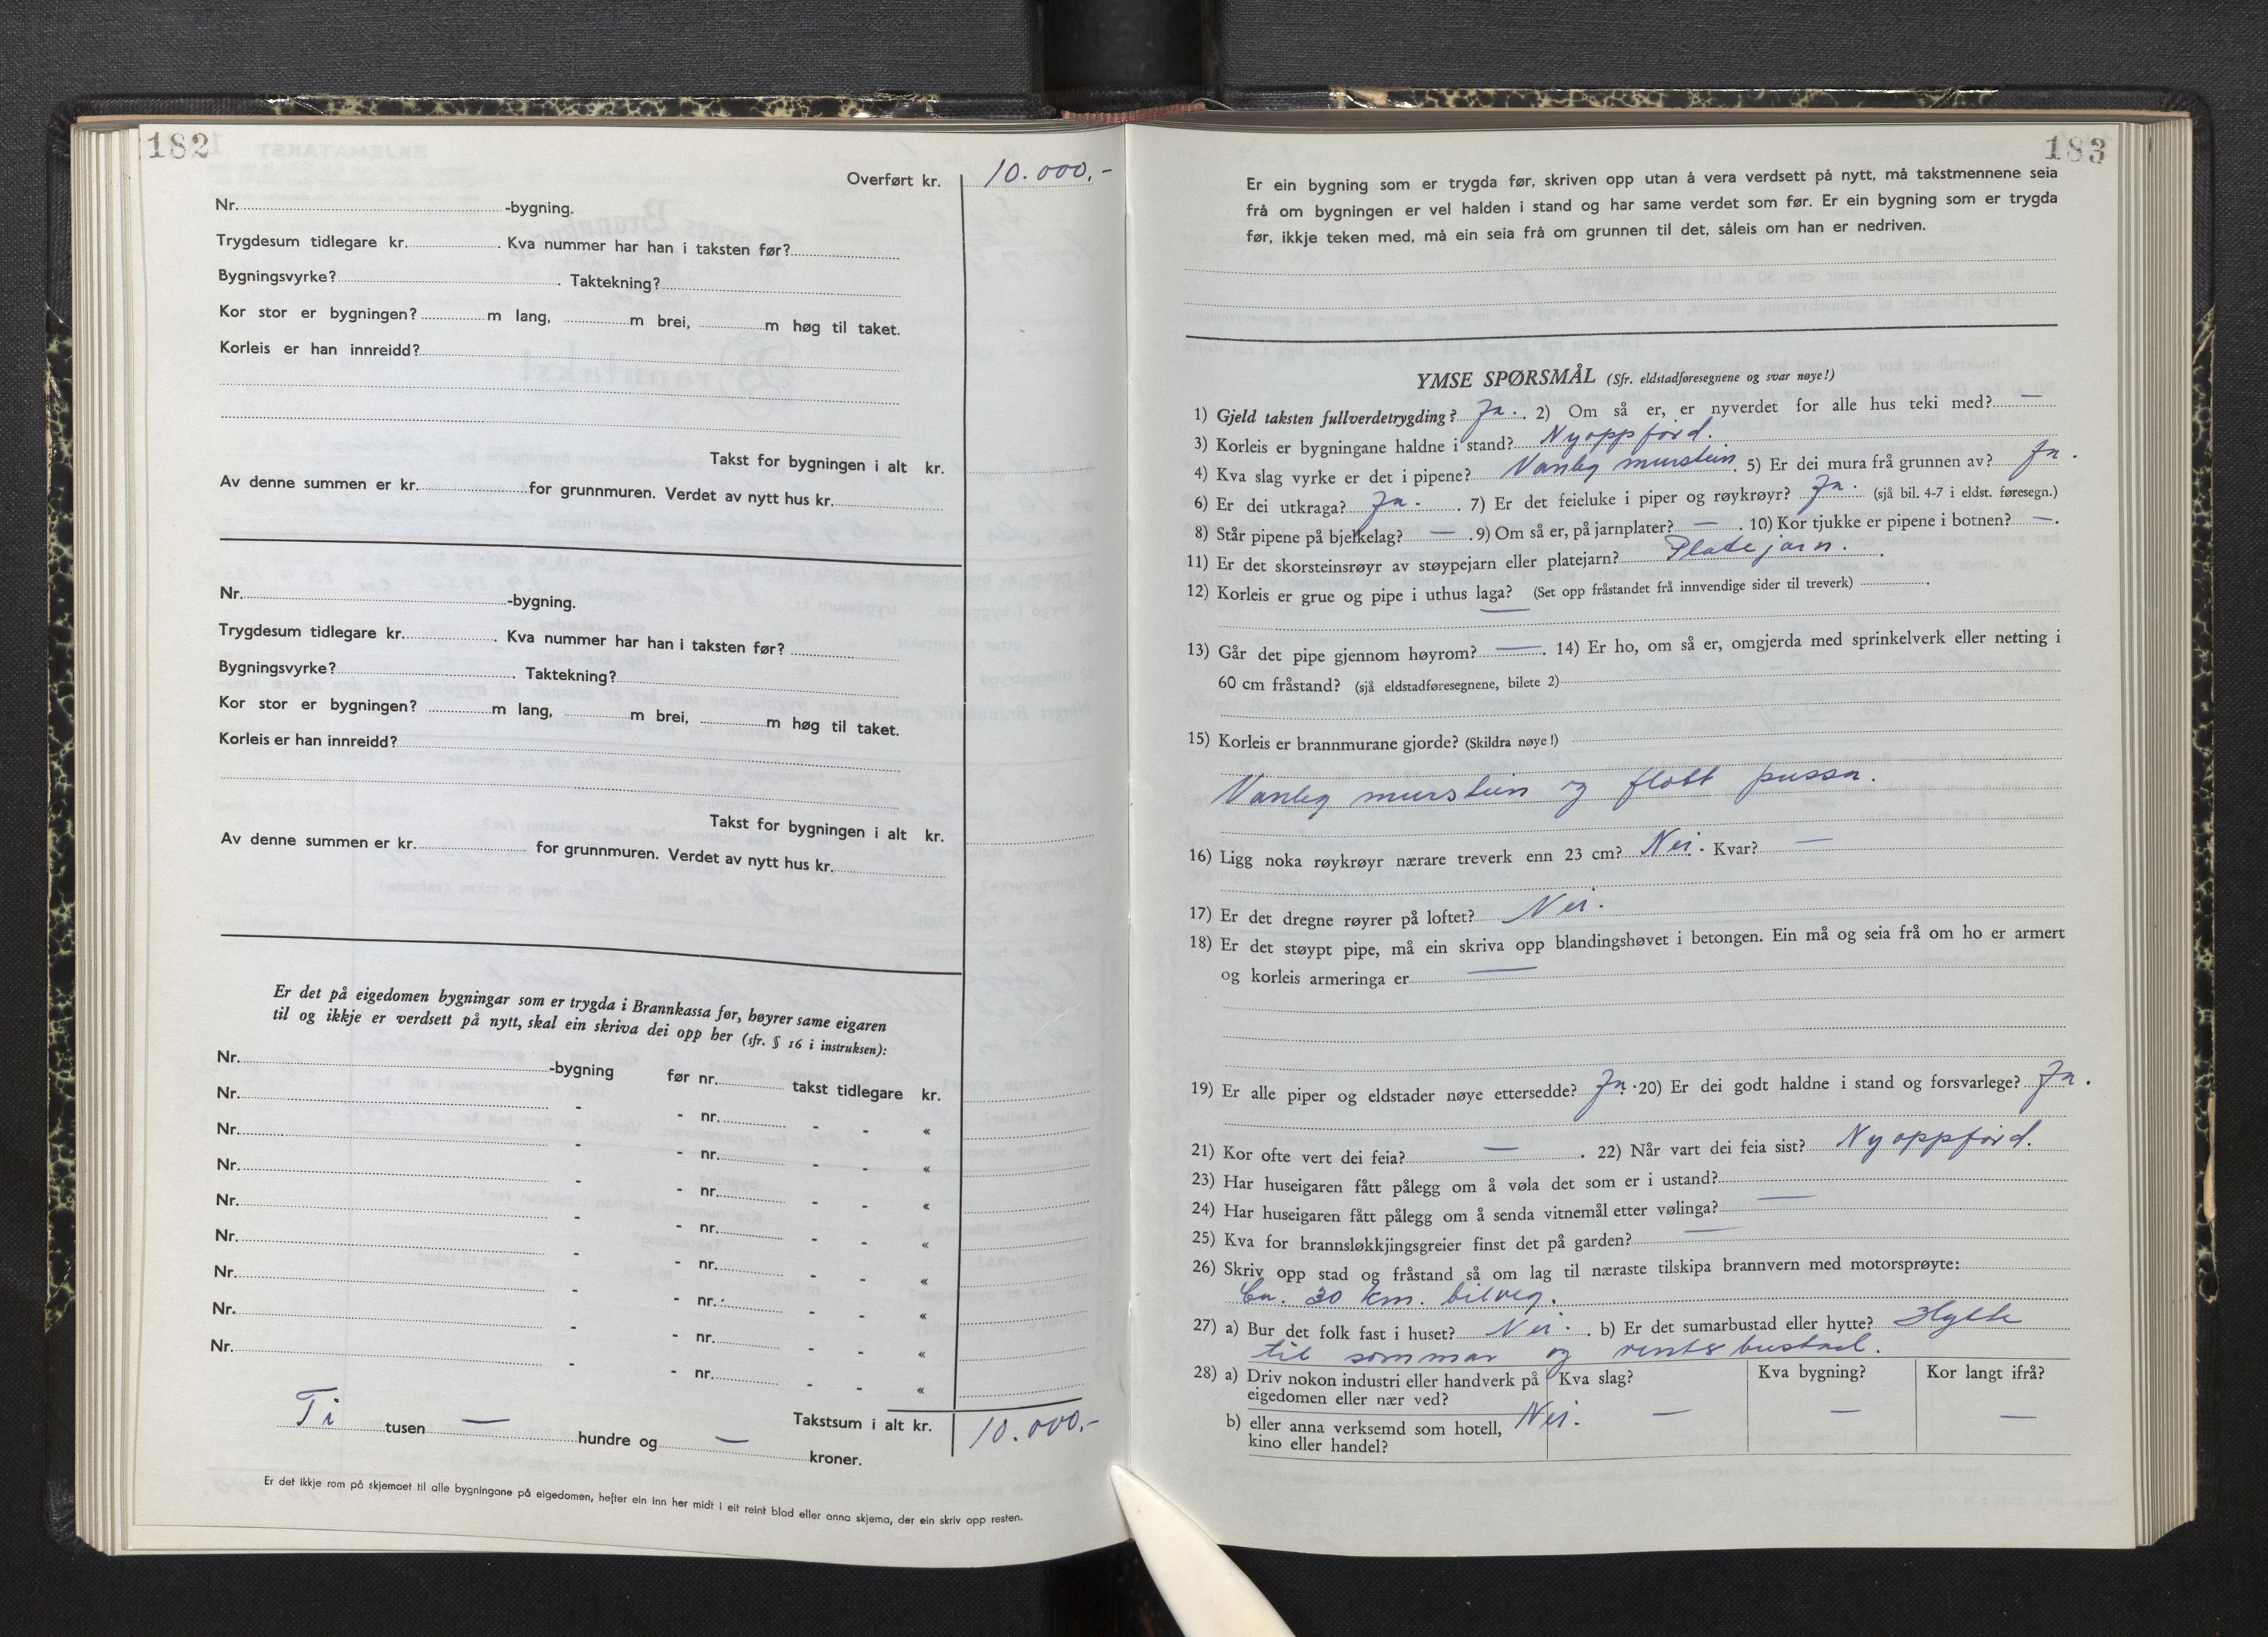 182
Overført kr. 10.000.-
Nr. -bygning.
Trygdesum tidlegare kr. . Kva nummer har han i taksten før?
Bygningsvyrke? . Taktekning?
Kor stor er bygningen? m lang, m brei, m høg til taket.
Korleis er han innreidd?
Takst for bygningen i alt kr.
Av denne summen er kr. for grunnmuren. Verdet av nytt hus kr.
Nr. -bygning.
Trygdesum tidlegare kr. . Kva nummer har han i taksten før?
Bygningsvyrke? . Taktekning?
Kor stor er bygningen? m lang, m brei, m høg til taket.
Korleis er han innreidd?
Takst for bygningen i alt kr.
Av denne summen er kr. for grunnmuren. Verdet av nytt hus kr.
Er det på eigedomen bygningar som er trygda i Brannkassa før, høyrer same eigaren
til og ikkje er verdsett på nytt, skal ein skriva dei opp her (sfr. § 16 i instruksen):
Nr. -bygning før nr. takst tidlegare kr.
Nr. - - nr. - - «
Nr. - - nr. - - «
Nr. - - nr. - - «
Nr. - - nr. - - «
Nr. - - nr. - - «
Nr. - - nr. - - «
Nr. - - nr. - - «
Nr. - - nr. - - «
Takstsum i alt kr. 10.000.-
Ti tusen — hundre og — kroner.
Er det ikkje rom på skjemaet til alle bygningane på eigedomen, hefter ein inn her midt i eit reint blad eller anna skjema, der ein skriv opp resten.
183
Er ein bygning som er trygda før, skriven opp utan å vera verdsett på nytt, må takstmennene seia
frå om bygningen er vel halden i stand og har same verdet som før. Er ein bygning som er trygda
før, ikkje teken med, må ein seia frå om grunnen til det, såleis om han er nedriven.
YMSE SPØRSMÅL (Sfr. eldstadføresegnene og svar nøye!)
1) Gjeld taksten fullverdetrygding? Ja. . 2) Om så er, er nyverdet for alle hus teki med? —
3) Korleis er bygningane haldne i stand? Nyoppførd.
4) Kva slag vyrke er det i pipene? Vanleg murstein . 5) Er dei mura frå grunnen av? Ja.
6) Er dei utkraga? Ja. . 7) Er det feieluke i piper og røykrøyr? Ja. (sjå bil. 4-7 i eldst. føresegn.)
8) Står pipene på bjelkelag? — . 9) Om så er, på jarnplater? — . 10) Kor tjukke er pipene i botnen? — .
11) Er det skorsteinsrøyr av støypejarn eller platejarn? Platejarn. .
12) Korleis er grue og pipe i uthus laga? (Set opp fråstandet frå innvendige sider til treverk) .
—
13) Går det pipe gjennom høyrom? — . 14) Er ho, om så er, omgjerda med sprinkelverk eller netting i
60 cm fråstand? (sjå eldstadføresegnene, bilete 2)
15) Korleis er brannmurane gjorde? (Skildra nøye!)
Vanleg murstein og flott pussa.
16) Ligg noka røykrøyr nærare treverk enn 23 cm? Nei. Kvar? —
17) Er det dregne røyrer på loftet? Nei.
18) Er det støypt pipe, må ein skriva opp blandingshøvet i betongen. Ein må og seia frå om ho er armert
og korleis armeringa er —
19) Er alle piper og eldstader nøye ettersedde? Ja. 20) Er dei godt haldne i stand og forsvarlege? Ja.
21) Kor ofte vert dei feia? — . 22) Når vart dei feia sist? Nyoppførd.
23) Har huseigaren fått pålegg om å vøla det som er i ustand? —
24) Har huseigaren fått pålegg om å senda vitnemål etter vølinga? —
25) Kva for brannsløkkjingsgreier finst det på garden?
26) Skriv opp stad og fråstand så om lag til næraste tilskipa brannvern med motorsprøyte:
Ca. 30 km. bilveg.
27) a) Bur det folk fast i huset? Nei. . b) Er det sumarbustad eller hytte? Hytte
til sommar og vinterbustad.
28) a) Driv nokon industri eller handverk på Kva slag? Kva bygning? Kor langt ifrå?
eigedomen eller nær ved?
b) eller anna verksemd som hotell, Nei. — — —
kino eller handel?